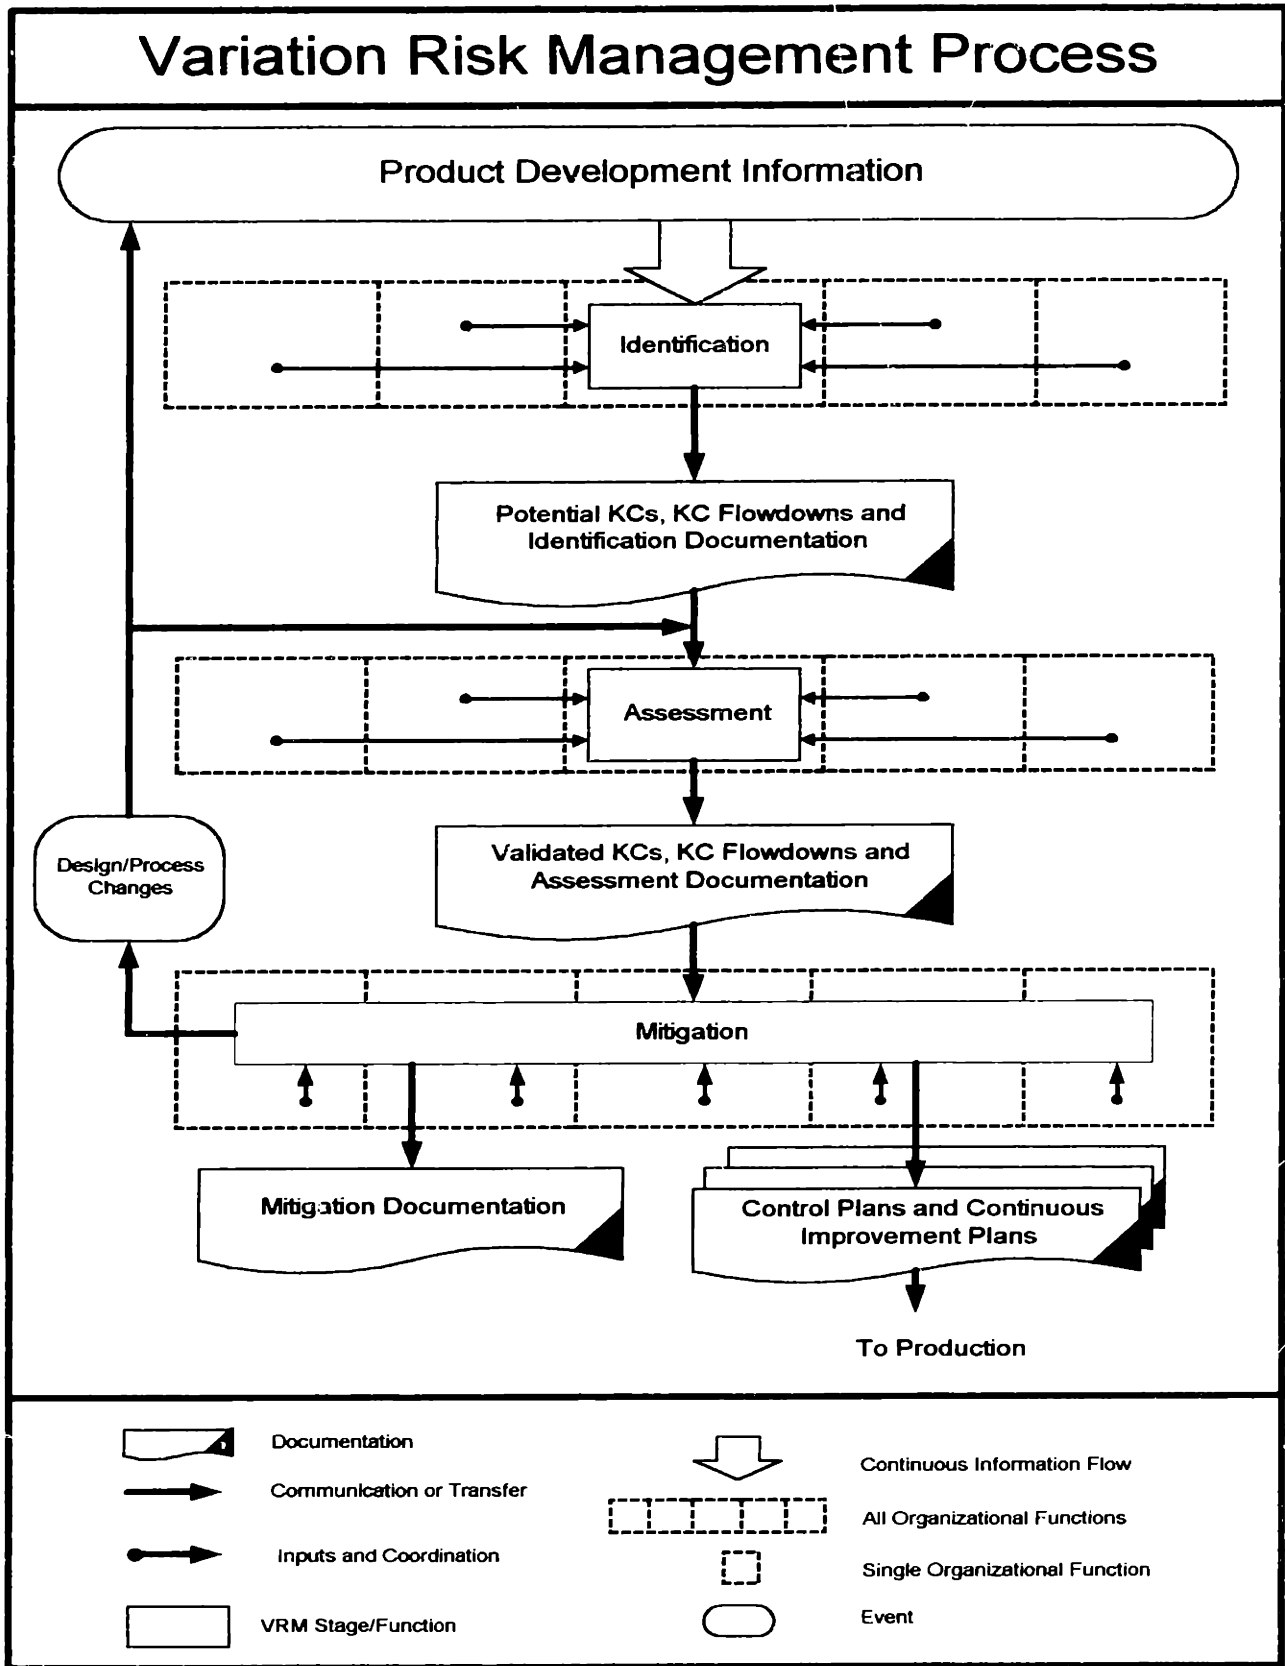 Variation Risk Management Process
Product Development Information
Identification
Potential KCs, KC Flowdowns and
Identification Documentation
Assessment
Validated KCs, KC Flowdowns and
Assessment Documentation
Design/Process
Changes
Mitigation
Mitigation Documentation
Control Plans and Continuous
Improvement Plans
To Production
Documentation
Communication or Transfer
Inputs and Coordination
VRM Stage/Function
Continuous Information Flow
All Organizational Functions
Single Organizational Function
Event